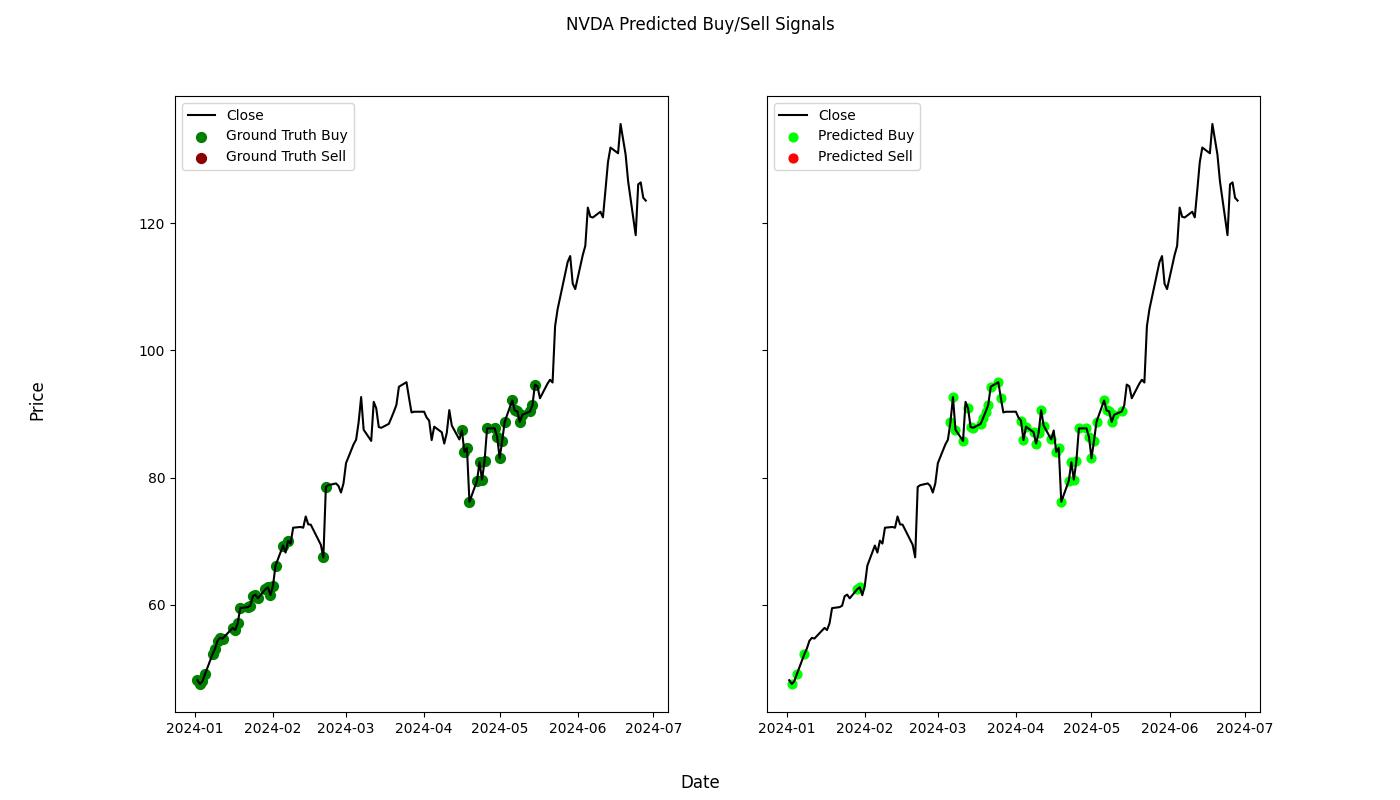 NVDA Predicted Buy/Sell Signals
Close
Ground Truth Buy
Ground Truth Sell
Close
Predicted Buy
Predicted Sell
Price
120
100
80
60
2024-01 2024-02 2024-03 2024-04 2024-05 2024-06 2024-07
2024-01 2024-02 2024-03 2024-04 2024-05 2024-06 2024-07
Date